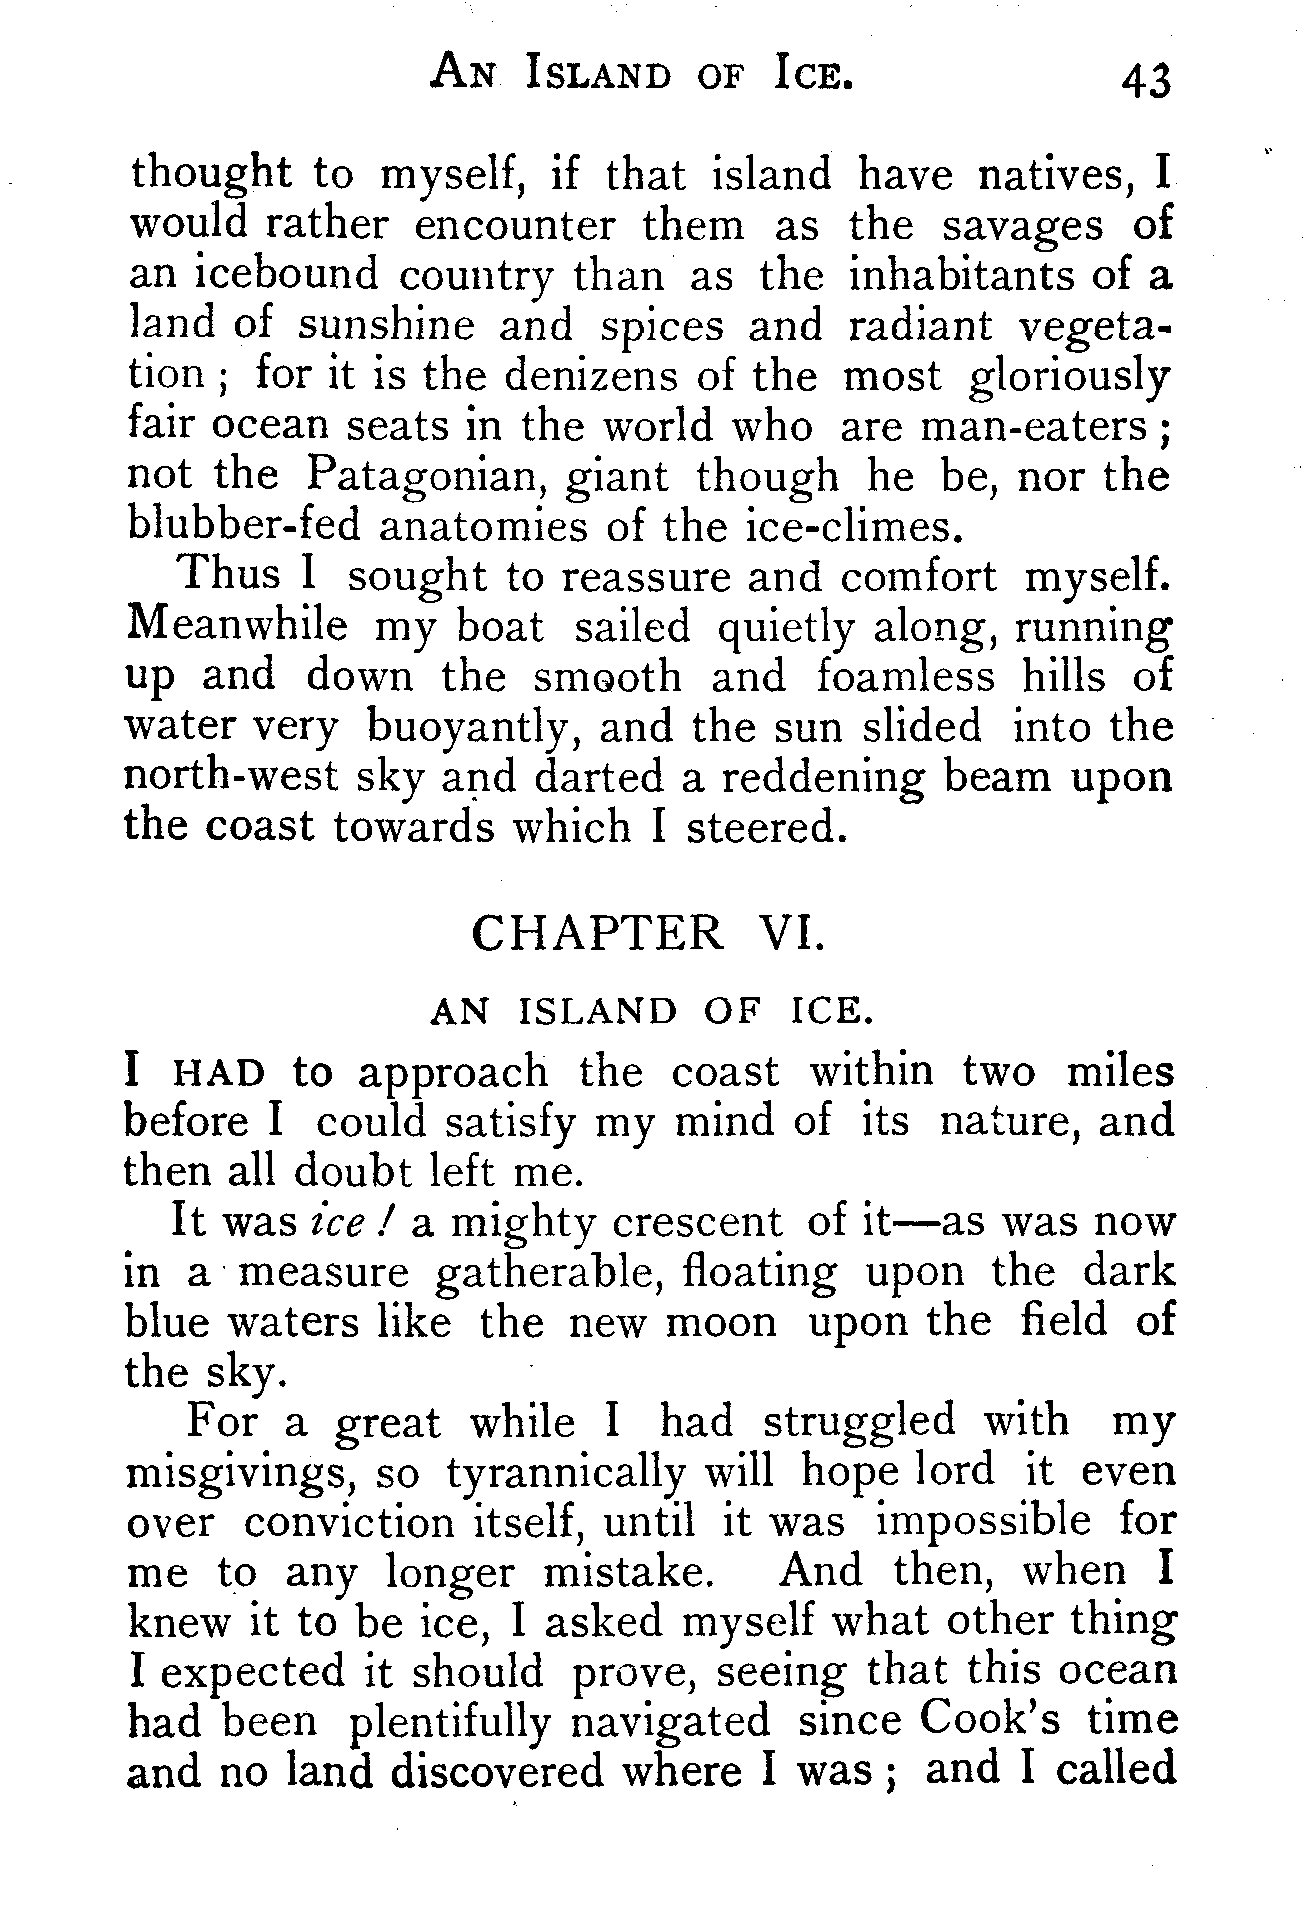 An Island of Ice. 43
thought to myself, if that island have natives, I
would rather encounter them as the savages of
an icebound country than as the inhabitants of a
land of sunshine and spices and radiant vegeta-
tion ; for it is the denizens of the most gloriously
fair ocean seats in the world who are man-eaters ;
not the Patagonian, giant though he be, nor the
blubber-fed anatomies of the ice-climes.
Thus I sought to reassure and comfort myself.
Meanwhile my boat sailed quietly along, running
up and down the smooth and foamless hills of
water very buoyantly, and the sun slided into the
north-west sky and darted a reddening beam upon
the coast towards which I steered.
CHAPTER VI.
AN ISLAND OF ICE.
I HAD to approach the coast within two miles
before I could satisfy my mind of its nature, and
then all doubt left me.
It was ice ! a mighty crescent of it—as was now
in a measure gatherable, floating upon the dark
blue waters like the new moon upon the field of
the sky.
For a great while I had struggled with my
misgivings, so tyrannically will hope lord it even
over conviction itself, until it was impossible for
me to any longer mistake. And then, when I
knew it to be ice, I asked myself what other thing
I expected it should prove, seeing that this ocean
had been plentifully navigated since Cook's time
and no land discovered where I was ; and I called